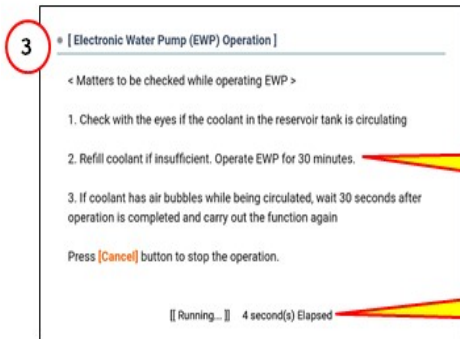 3
[ Electronic Water Pump (EWP) Operation ]
< Matters to be checked while operating EWP >
1. Check with the eyes if the coolant in the reservoir tank is circulating
2. Refill coolant if insufficient. Operate EWP for 30 minutes.
3. If coolant has air bubbles while being circulated, wait 30 seconds after
operation is completed and carry out the function again
Press [Cancel] button to stop the operation.
[[ Running... ]] 4 second(s) Elapsed